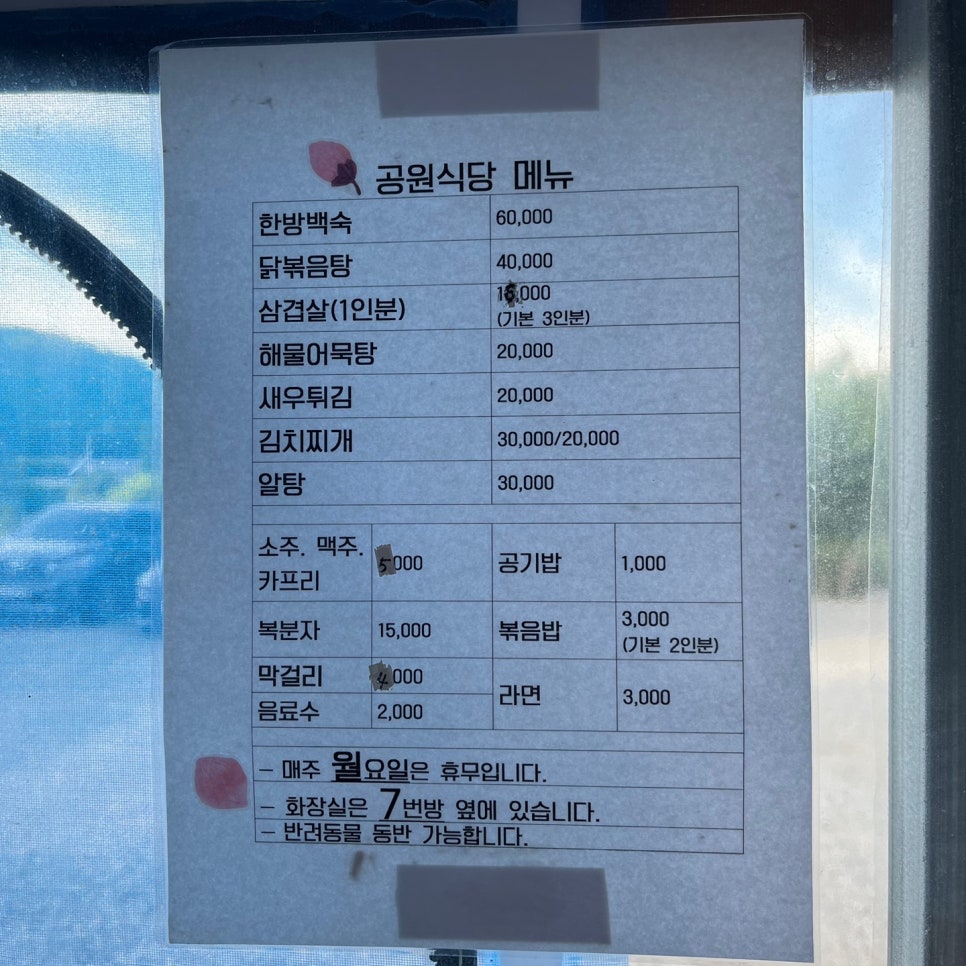 공원식당 메뉴
한방백숙 60,000
닭볶음탕 40,000
삼겹살(1인분)
(기본 3인분)
해물어묵탕 20,000
새우튀김 20,000
김치찌개 30,000/20,000
알탕 30,000
소주. 맥주. 카프리 5,000
공기밥 1,000
복분자 15,000
볶음밥 3,000
(기본 2인분)
막걸리 4,000
라면 3,000
음료수 2,000
- 매주 월요일은 휴무입니다.
- 화장실은 7번방 옆에 있습니다.
- 반려동물 동반 가능합니다.